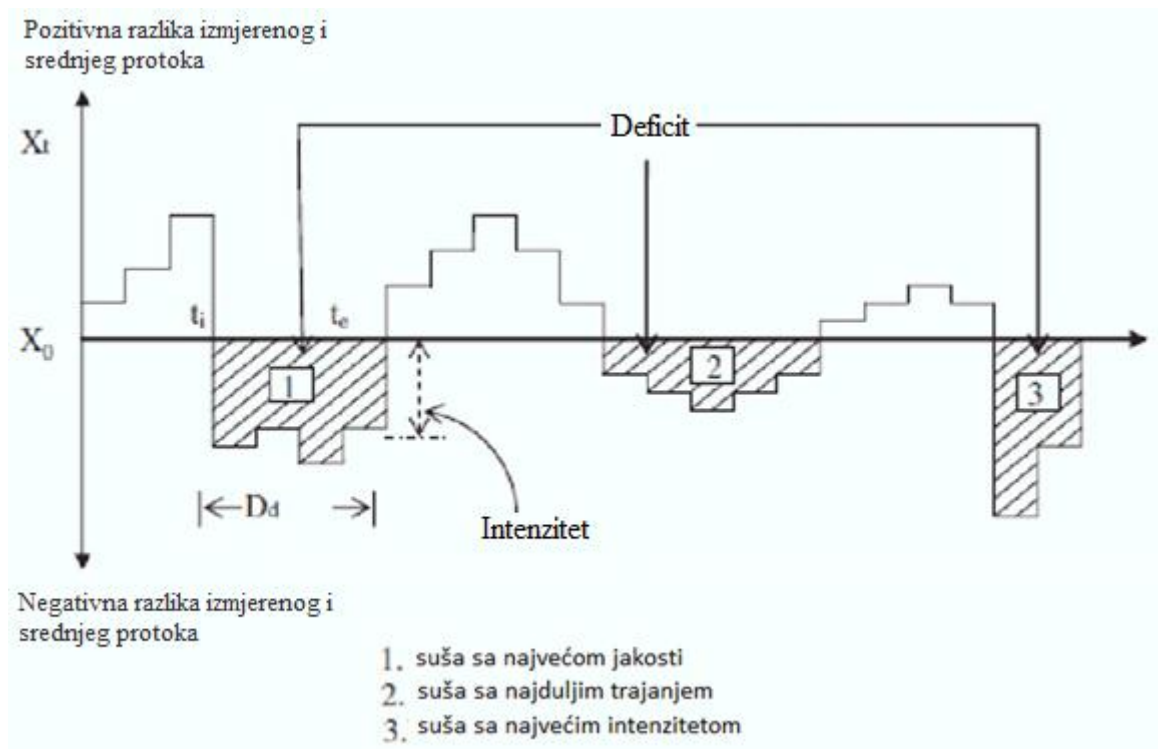 Pozitivna razlika izmjerenog i
srednjeg protoka
Xt
Deficit
ti
te
X0
1
2
3
Dd
Intenzitet
Negativna razlika izmjerenog i
srednjeg protoka
1. suša sa najvećom jakosti
2. suša sa najduljim trajanjem
3. suša sa najvećim intenzitetom